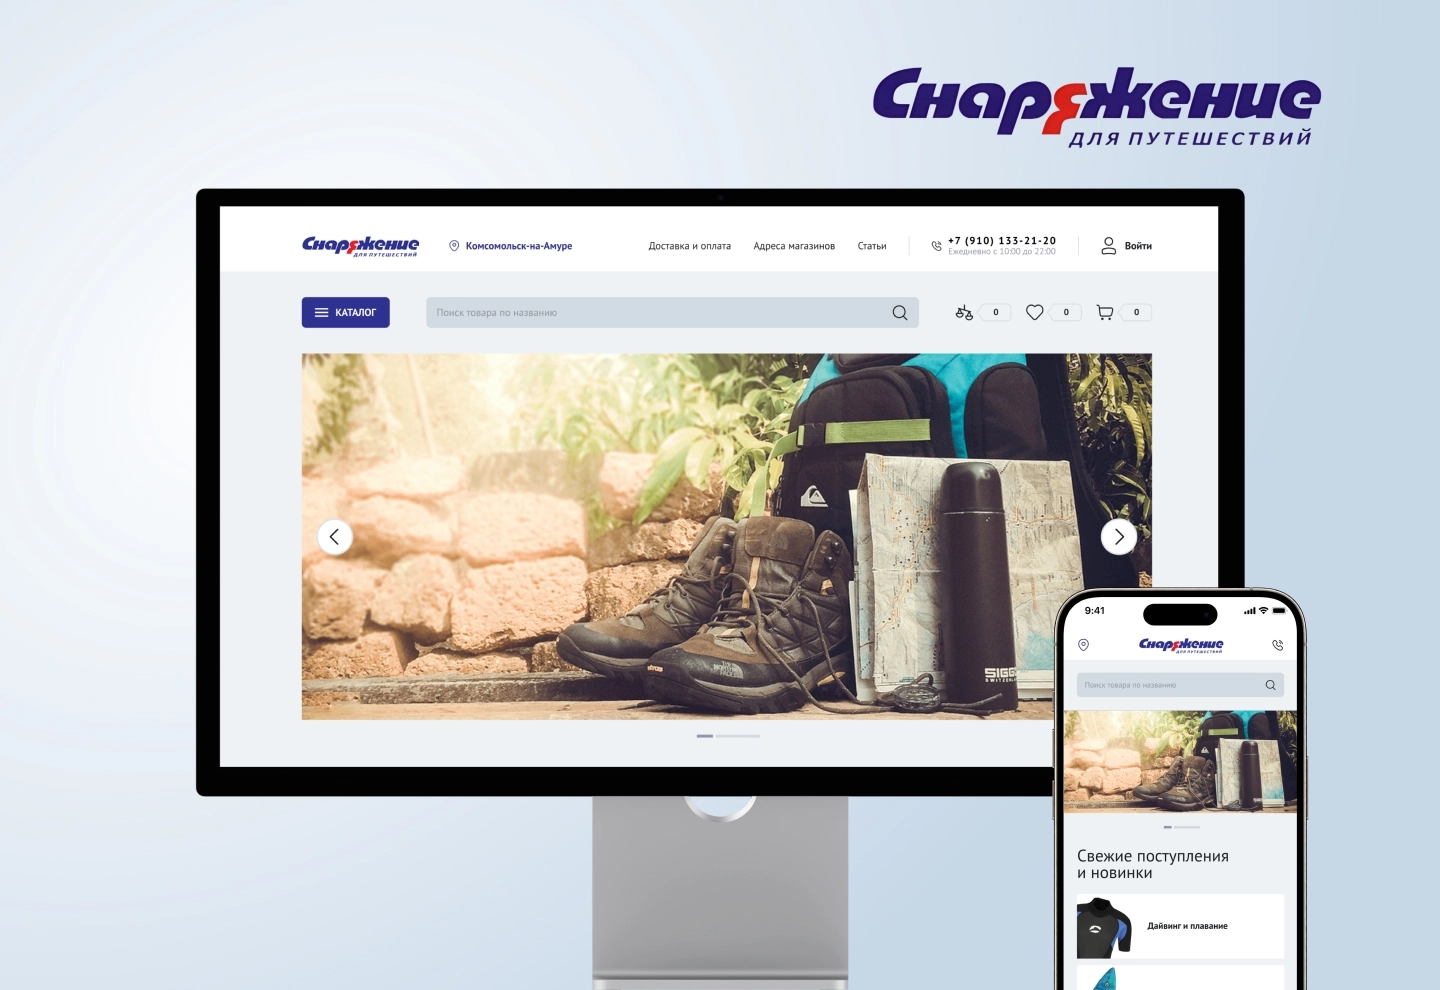 Снаряжение
ДЛЯ ПУТЕШЕСТВИЙ
Снаряжение
ДЛЯ ПУТЕШЕСТВИЙ
Комсомольск-на-Амуре
Доставка и оплата
Адреса магазинов
Статьи
+7 (910) 133-21-20
Ежедневно с 10:00 до 22:00
Войти
КАТАЛОГ
Поиск товара по названию
0
0
0
SIGG
SWITZERLAND
9:41
Снаряжение
ДЛЯ ПУТЕШЕСТВИЙ
Поиск товара по названию
Свежие поступления
и новинки
Дайвинг и плавание